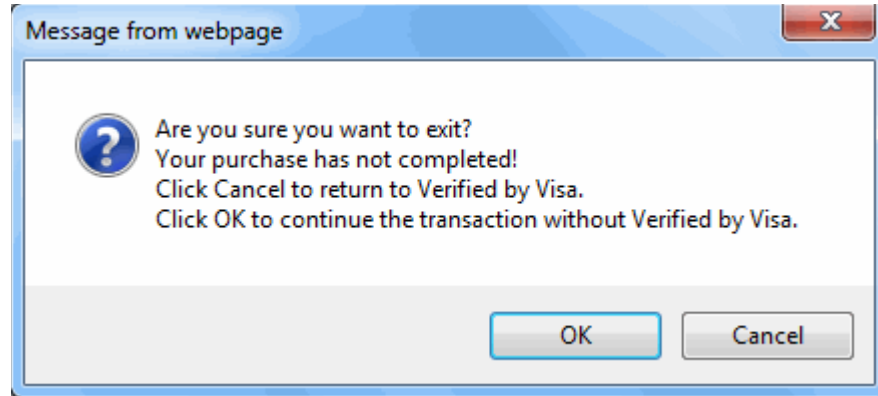 Message from webpage
Are you sure you want to exit?
Your purchase has not completed!
Click Cancel to return to Verified by Visa.
Click OK to continue the transaction without Verified by Visa.
OK Cancel